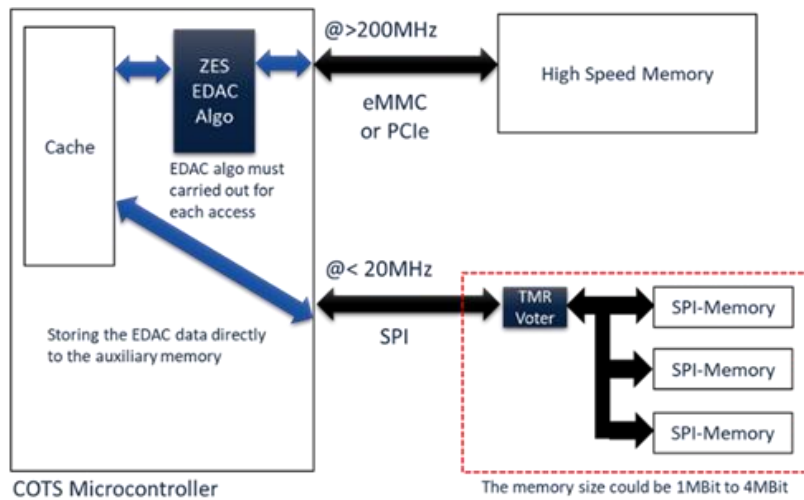 @>200MHz
ZES
EDAC
Algo
High Speed Memory
eMMC
or PCIe
Cache
EDAC algo must
carried out for
each access
@< 20MHz
TMR
Voter
SPI-Memory
SPI
Storing the EDAC data directly
to the auxiliary memory
SPI-Memory
SPI-Memory
COTS Microcontroller
The memory size could be 1MBit to 4MBit